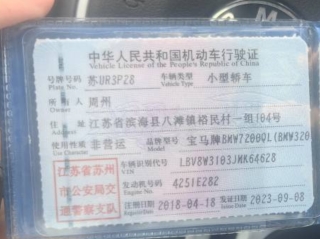 中华人民共和国机动车行驶证
Vehicle License of the People's Republic of China
号牌号码 苏UR3P28 车辆类型 小型轿车
Plate No. Vehicle Type
所有人 周州
住址 江苏省滨海县八滩镇裕民村一组104号
使用性质 非营运 品牌型号 宝马牌BMW7200QL(BMW320
Use Character
江苏省苏州 车辆识别代号 LBV8W3103JMK64628
VIN
市公安局交 发动机号码 4251E282
Engine No.
通警察支队 注册日期 2018-04-18 发证日期 2023-09-08
Issue Date